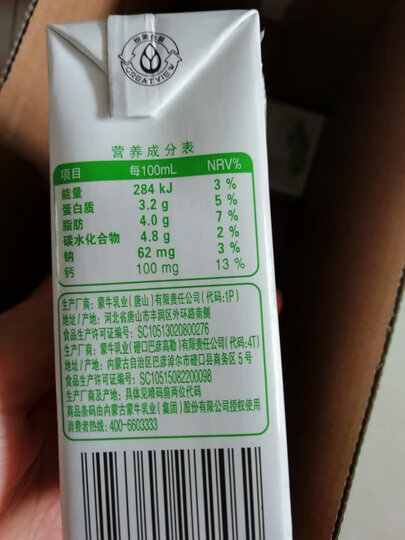 纷美包装
GREATVIEW
营养成分表
项目 每100mL NRV%
能量 284 kJ 3 %
蛋白质 3.2 g 5 %
脂肪 4.0 g 7 %
碳水化合物 4.8 g 2 %
钠 62 mg 3 %
钙 100 mg 13 %
生产厂商：蒙牛乳业（唐山）有限责任公司（代码:1P）
地址/产地：河北省唐山市丰润区外环路南侧
食品生产许可证编号：SC10513020800276
生产厂商：蒙牛乳业（磴口巴彦高勒）有限责任公司（代码:4T）
地址/产地：内蒙古自治区巴彦淖尔市磴口县商务区5号
食品生产许可证编号：SC10515082200098
生产厂商及产地：具体见喷码前两位代码
商品条码由内蒙古蒙牛乳业（集团）股份有限公司授权使用
消费者热线：400-6603333